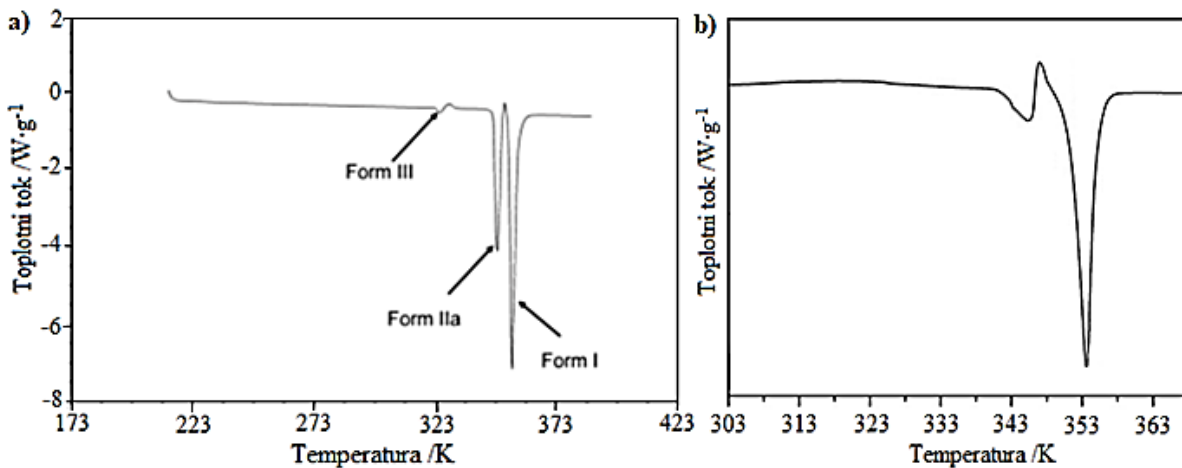 a)
2
0
-2
-4
-6
-8
Toplotni tok /W·g⁻¹
Form III
Form IIa
Form I
173 223 273 323 373 423
Temperatura /K
b)
Toplotni tok /W·g⁻¹
303 313 323 333 343 353 363
Temperatura /K